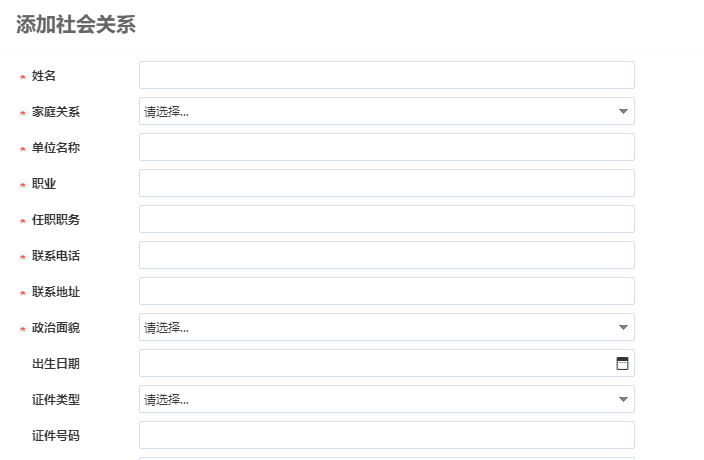 添加社会关系
* 姓名
* 家庭关系 请选择...
* 单位名称
* 职业
* 任职职务
* 联系电话
* 联系地址
* 政治面貌 请选择...
出生日期
证件类型 请选择...
证件号码